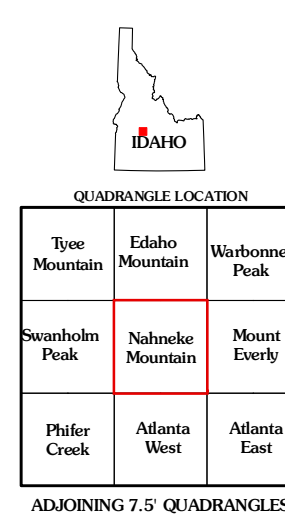 IDAHO
QUADRANGLE LOCATION
Tyee Mountain
Edaho Mountain
Warbonne Peak
Swanholm Peak
Nahneke Mountain
Mount Everly
Phifer Creek
Atlanta West
Atlanta East
ADJOINING 7.5' QUADRANGLES